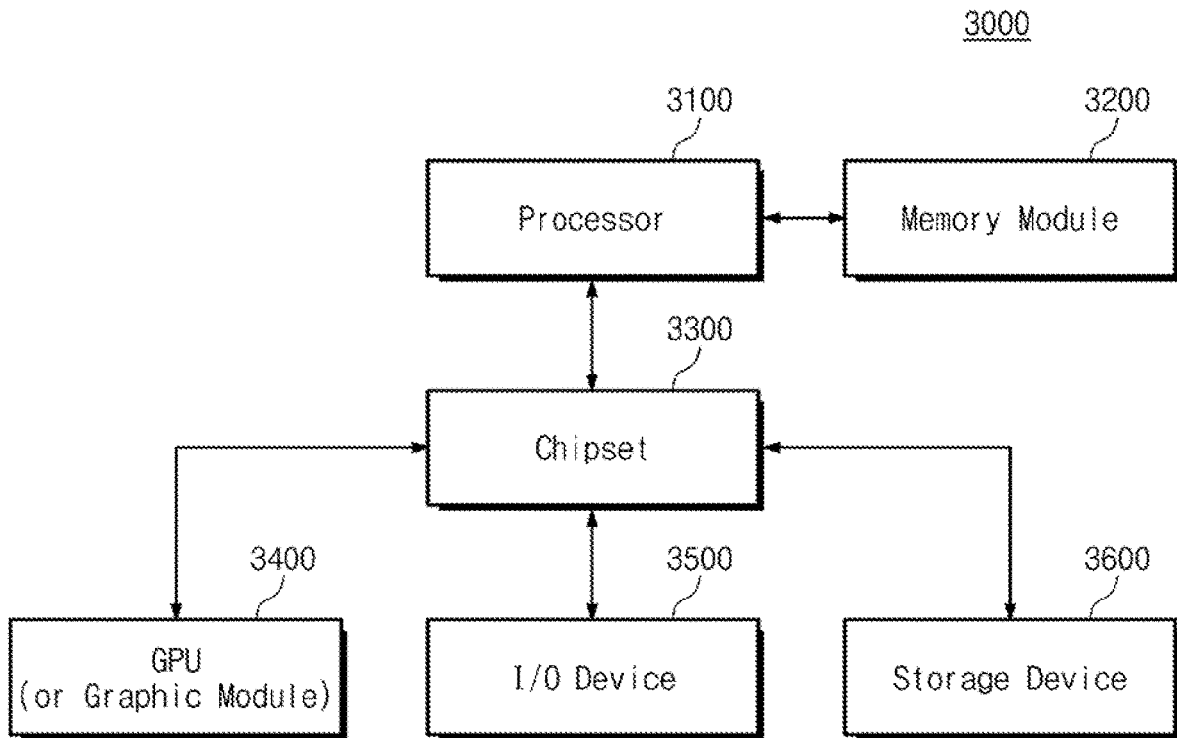 3000
3100
3200
Processor
Memory Module
3300
Chipset
3400
3500
3600
GPU
(or Graphic Module)
I/O Device
Storage Device